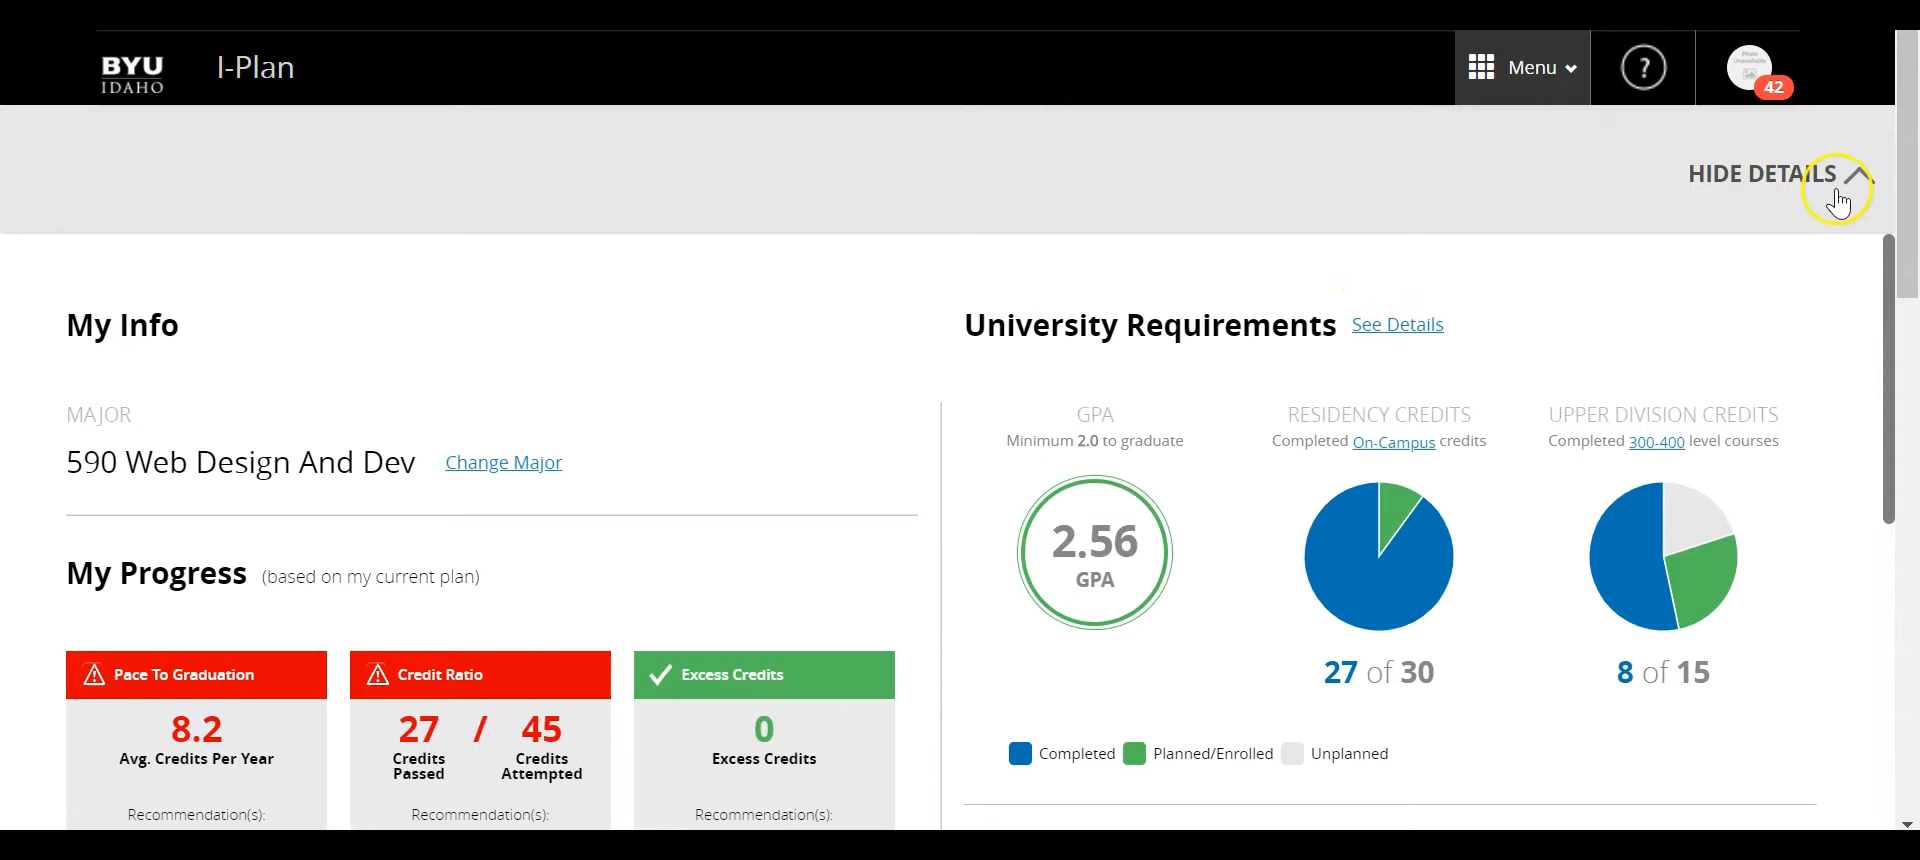 BYU
IDAHO
I-Plan
Menu
?
Photo
Unavailable
42
HIDE DETAILS
My Info
MAJOR
590 Web Design And Dev Change Major
My Progress (based on my current plan)
Pace To Graduation
8.2
Avg. Credits Per Year
Recommendation(s):
Credit Ratio
27 / 45
Credits Passed
Credits Attempted
Recommendation(s):
Excess Credits
0
Excess Credits
Recommendation(s):
University Requirements See Details
GPA
Minimum 2.0 to graduate
2.56
GPA
RESIDENCY CREDITS
Completed On-Campus credits
27 of 30
UPPER DIVISION CREDITS
Completed 300-400 level courses
8 of 15
Completed Planned/Enrolled Unplanned